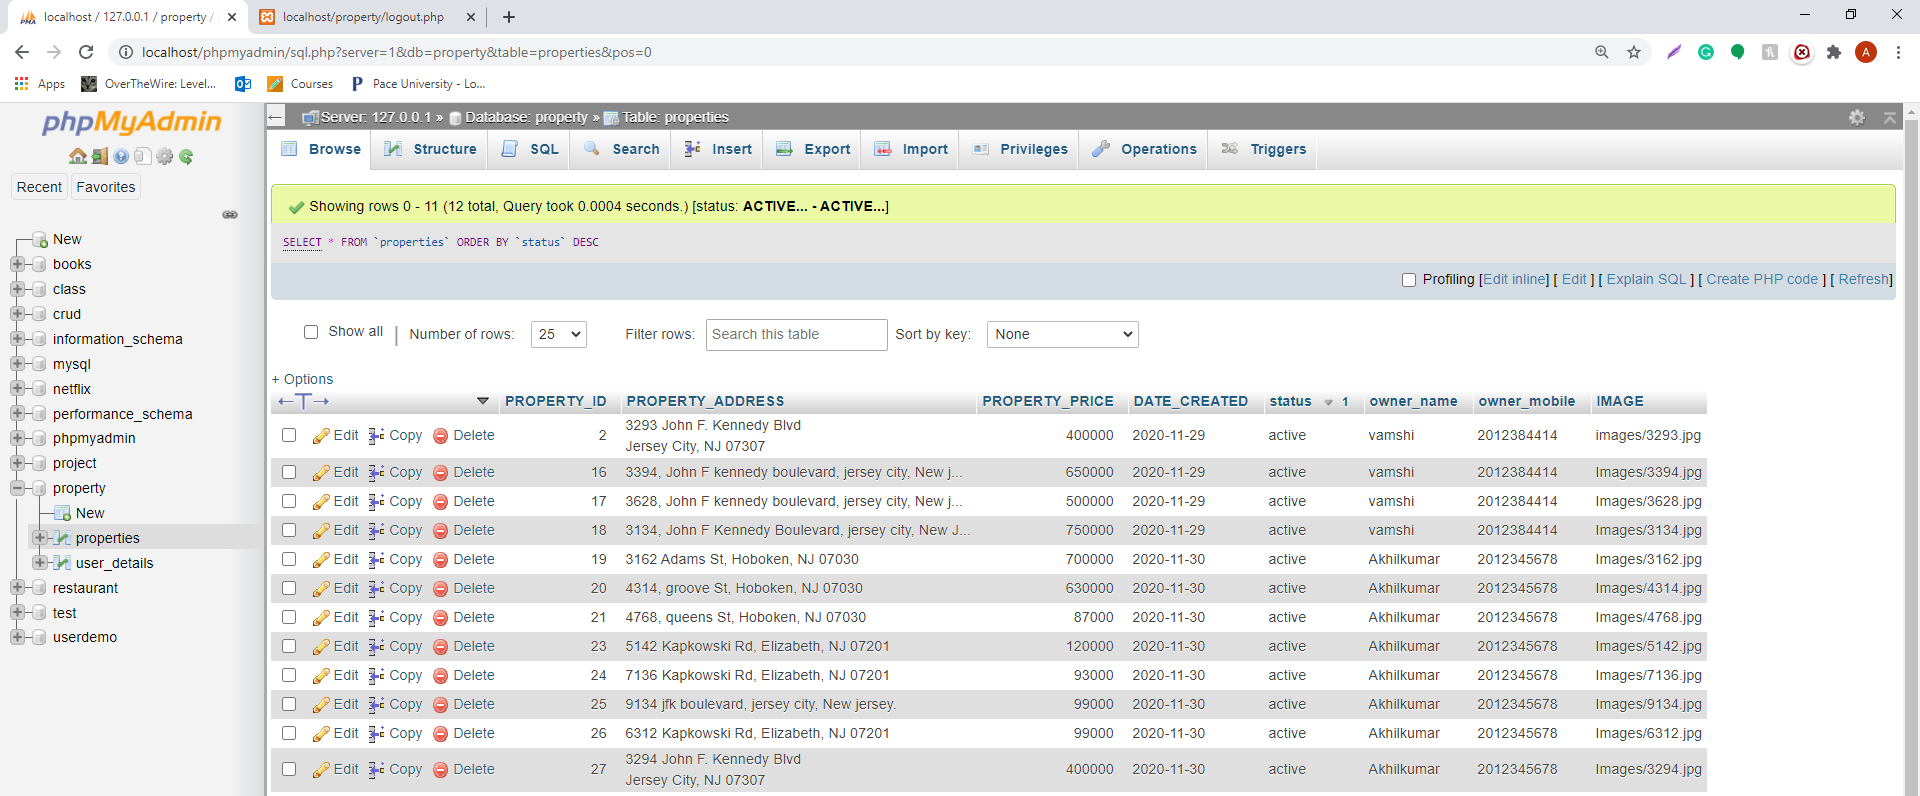 localhost / 127.0.0.1 / property /
localhost/property/logout.php
localhost/phpmyadmin/sql.php?server=1&db=property&table=properties&pos=0
A
Apps
OverTheWire: Level...
Courses
Pace University - Lo...
phpMyAdmin
Server: 127.0.0.1 » Database: property » Table: properties
Browse Structure SQL Search Insert Export Import Privileges Operations Triggers
Recent Favorites
New
books
class
crud
information_schema
mysql
netflix
performance_schema
phpmyadmin
project
property
New
properties
user_details
restaurant
test
userdemo
Showing rows 0 - 11 (12 total, Query took 0.0004 seconds.) [status: ACTIVE... - ACTIVE...]
SELECT * FROM `properties` ORDER BY `status` DESC
Profiling [Edit inline] [ Edit ] [ Explain SQL ] [ Create PHP code ] [ Refresh]
Show all | Number of rows: 25 Filter rows: Search this table Sort by key: None
+ Options
←T→ PROPERTY_ID PROPERTY_ADDRESS PROPERTY_PRICE DATE_CREATED status 1 owner_name owner_mobile IMAGE
Edit Copy Delete 2 3293 John F. Kennedy Blvd
Jersey City, NJ 07307 400000 2020-11-29 active vamshi 2012384414 images/3293.jpg
Edit Copy Delete 16 3394, John F kennedy boulevard, jersey city, New j... 650000 2020-11-29 active vamshi 2012384414 Images/3394.jpg
Edit Copy Delete 17 3628, John F kennedy boulevard, jersey city, New j... 500000 2020-11-29 active vamshi 2012384414 Images/3628.jpg
Edit Copy Delete 18 3134, John F Kennedy Boulevard, jersey city, New J... 750000 2020-11-29 active vamshi 2012384414 Images/3134.jpg
Edit Copy Delete 19 3162 Adams St, Hoboken, NJ 07030 700000 2020-11-30 active Akhilkumar 2012345678 Images/3162.jpg
Edit Copy Delete 20 4314, groove St, Hoboken, NJ 07030 630000 2020-11-30 active Akhilkumar 2012345678 Images/4314.jpg
Edit Copy Delete 21 4768, queens St, Hoboken, NJ 07030 87000 2020-11-30 active Akhilkumar 2012345678 Images/4768.jpg
Edit Copy Delete 23 5142 Kapkowski Rd, Elizabeth, NJ 07201 120000 2020-11-30 active Akhilkumar 2012345678 Images/5142.jpg
Edit Copy Delete 24 7136 Kapkowski Rd, Elizabeth, NJ 07201 93000 2020-11-30 active Akhilkumar 2012345678 Images/7136.jpg
Edit Copy Delete 25 9134 jfk boulevard, jersey city, New jersey. 99000 2020-11-30 active Akhilkumar 2012345678 Images/9134.jpg
Edit Copy Delete 26 6312 Kapkowski Rd, Elizabeth, NJ 07201 99000 2020-11-30 active Akhilkumar 2012345678 Images/6312.jpg
Edit Copy Delete 27 3294 John F. Kennedy Blvd
Jersey City, NJ 07307 400000 2020-11-30 active Akhilkumar 2012345678 Images/3294.jpg